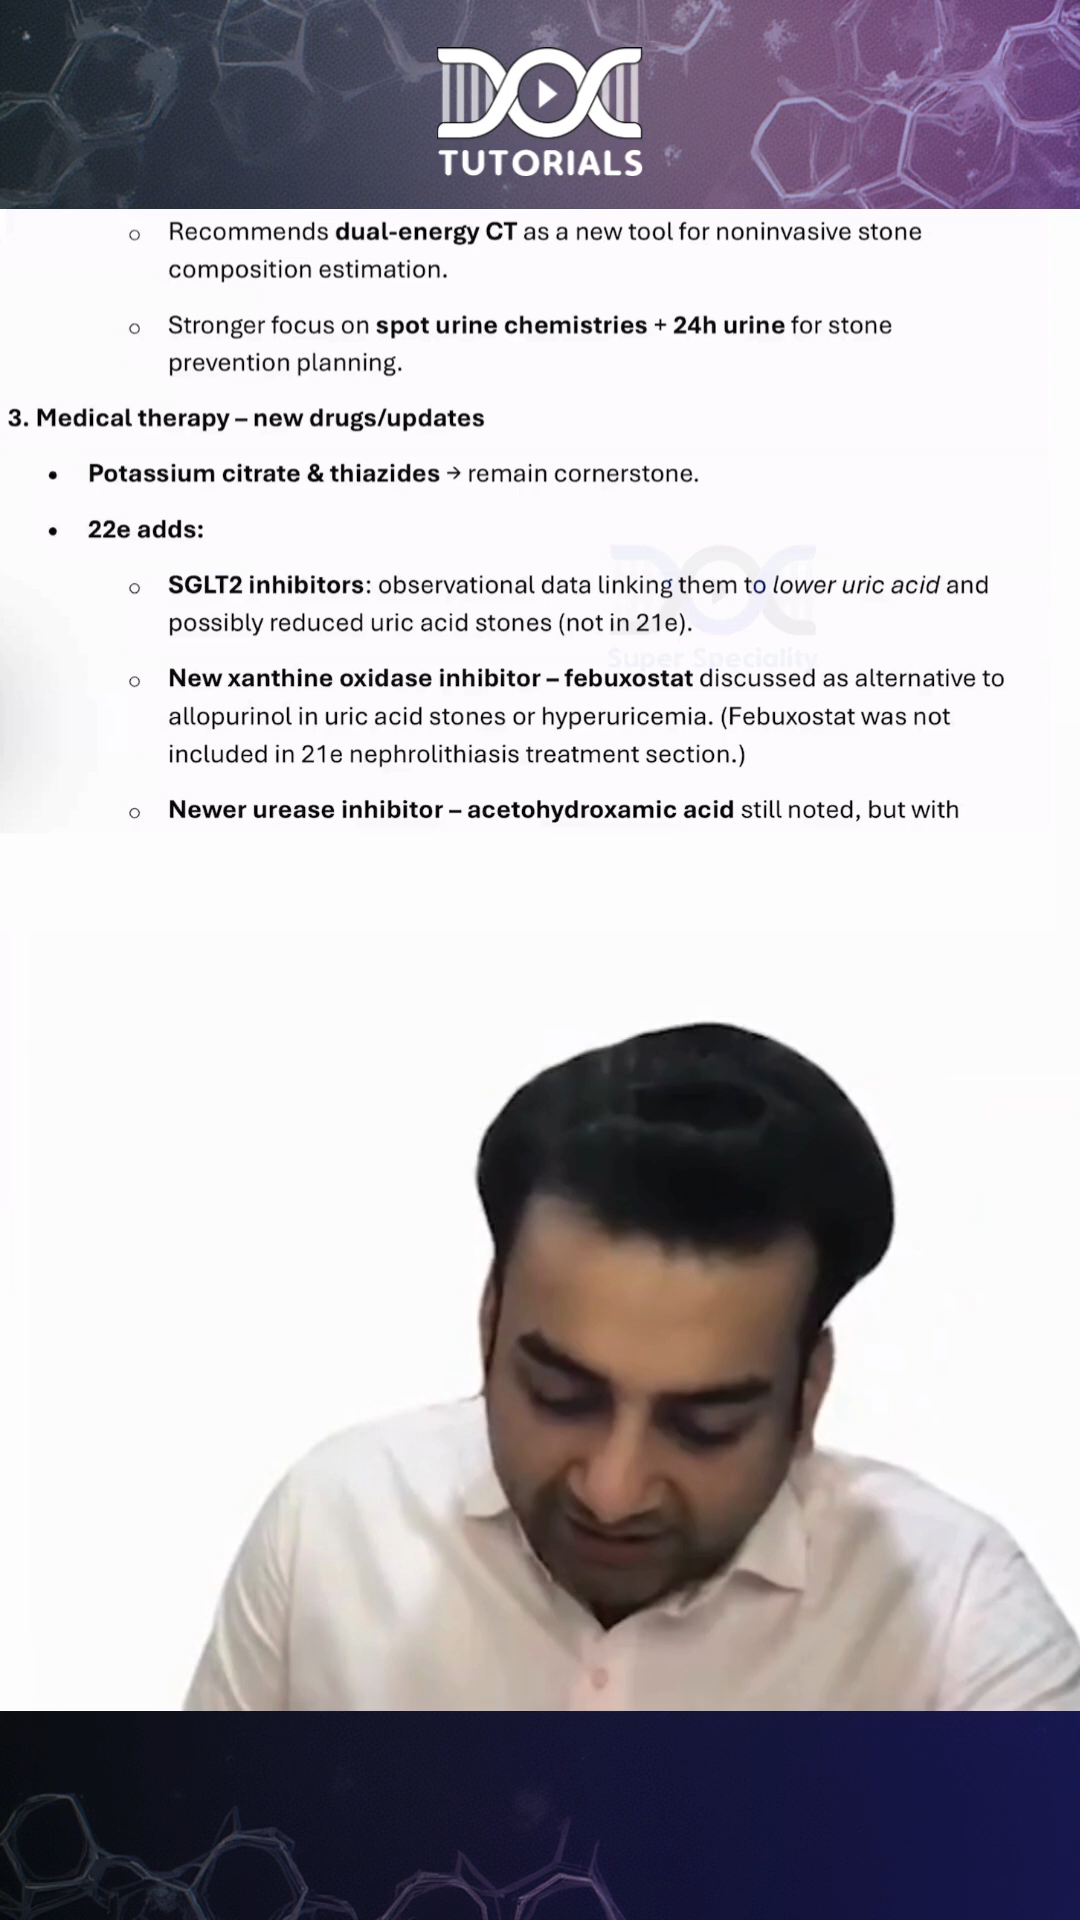 DOC
TUTORIALS
o Recommends dual-energy CT as a new tool for noninvasive stone
composition estimation.
o Stronger focus on spot urine chemistries + 24h urine for stone
prevention planning.
3. Medical therapy – new drugs/updates
• Potassium citrate & thiazides → remain cornerstone.
• 22e adds:
o SGLT2 inhibitors: observational data linking them to lower uric acid and
possibly reduced uric acid stones (not in 21e).
Super Speciality
o New xanthine oxidase inhibitor – febuxostat discussed as alternative to
allopurinol in uric acid stones or hyperuricemia. (Febuxostat was not
included in 21e nephrolithiasis treatment section.)
o Newer urease inhibitor – acetohydroxamic acid still noted, but with